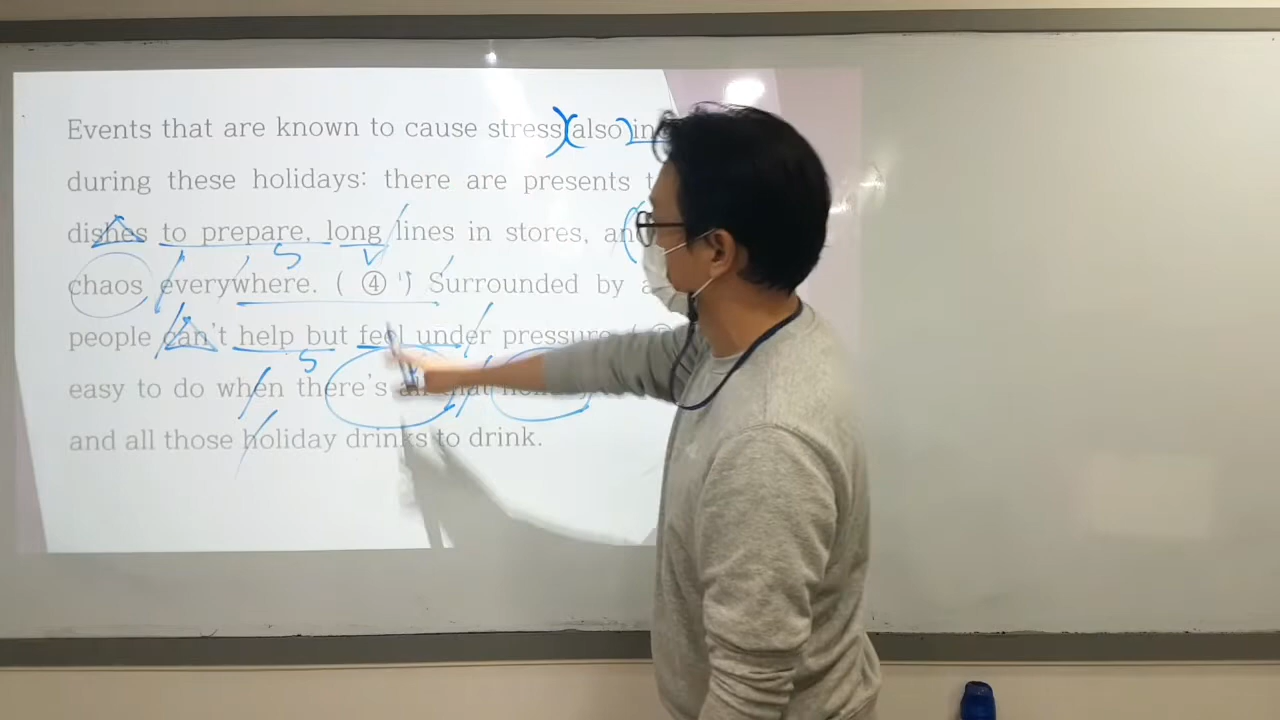 Events that are known to cause stress also
during these holidays: there are presents
dishes to prepare, long lines in stores,
chaos everywhere. ( ④ ) Surrounded by
people can't help but feel under pressure
easy to do when there's all that
and all those holiday drinks to drink.